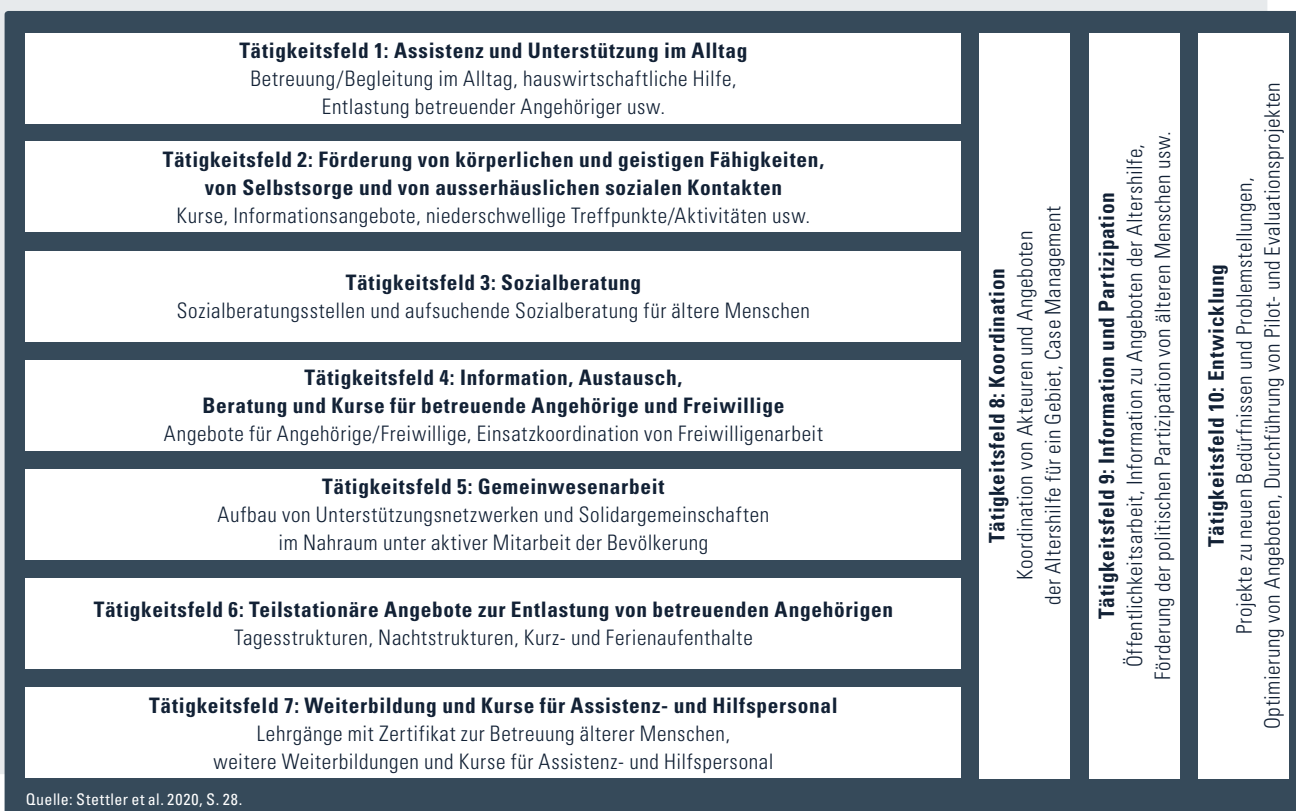 Tätigkeitsfeld 1: Assistenz und Unterstützung im Alltag
Betreuung/Begleitung im Alltag, hauswirtschaftliche Hilfe,
Entlastung betreuender Angehöriger usw.
Tätigkeitsfeld 2: Förderung von körperlichen und geistigen Fähigkeiten,
von Selbstsorge und von ausserhäuslichen sozialen Kontakten
Kurse, Informationsangebote, niederschwellige Treffpunkte/Aktivitäten usw.
Tätigkeitsfeld 3: Sozialberatung
Sozialberatungsstellen und aufsuchende Sozialberatung für ältere Menschen
Tätigkeitsfeld 4: Information, Austausch,
Beratung und Kurse für betreuende Angehörige und Freiwillige
Angebote für Angehörige/Freiwillige, Einsatzkoordination von Freiwilligenarbeit
Tätigkeitsfeld 5: Gemeinwesenarbeit
Aufbau von Unterstützungsnetzwerken und Solidargemeinschaften
im Nahraum unter aktiver Mitarbeit der Bevölkerung
Tätigkeitsfeld 6: Teilstationäre Angebote zur Entlastung von betreuenden Angehörigen
Tagesstrukturen, Nachtstrukturen, Kurz- und Ferienaufenthalte
Tätigkeitsfeld 7: Weiterbildung und Kurse für Assistenz- und Hilfspersonal
Lehrgänge mit Zertifikat zur Betreuung älterer Menschen,
weitere Weiterbildungen und Kurse für Assistenz- und Hilfspersonal
Tätigkeitsfeld 8: Koordination
Koordination von Akteuren und Angeboten
der Altershilfe für ein Gebiet, Case Management
Tätigkeitsfeld 9: Information und Partizipation
Öffentlichkeitsarbeit, Information zu Angeboten der Altershilfe,
Förderung der politischen Partizipation von älteren Menschen usw.
Tätigkeitsfeld 10: Entwicklung
Projekte zu neuen Bedürfnissen und Problemstellungen,
Optimierung von Angeboten, Durchführung von Pilot- und Evaluationsprojekten
Quelle: Stettler et al. 2020, S. 28.